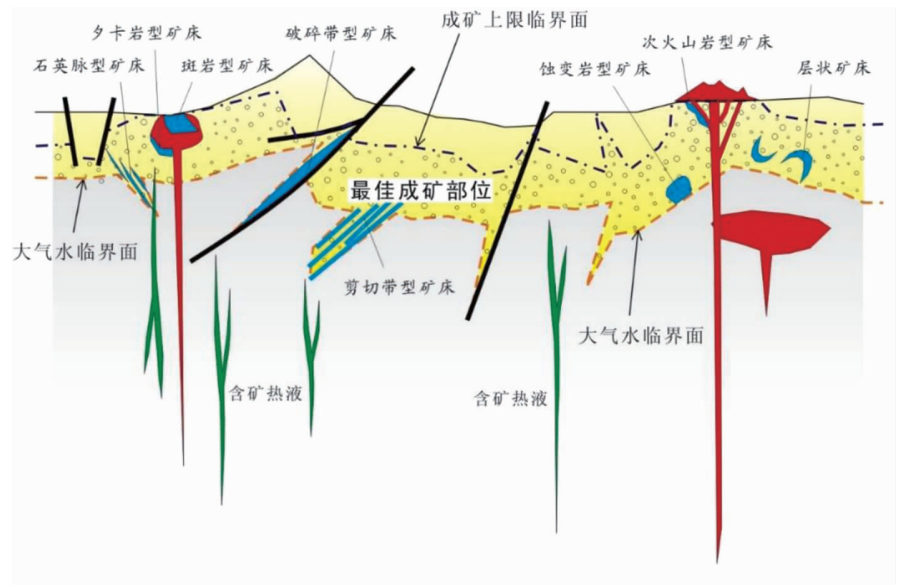 成矿上限临界面
夕卡岩型矿床
破碎带型矿床
次火山岩型矿床
石英脉型矿床
斑岩型矿床
蚀变岩型矿床
层状矿床
最佳成矿部位
大气水临界面
剪切带型矿床
大气水临界面
含矿热液
含矿热液